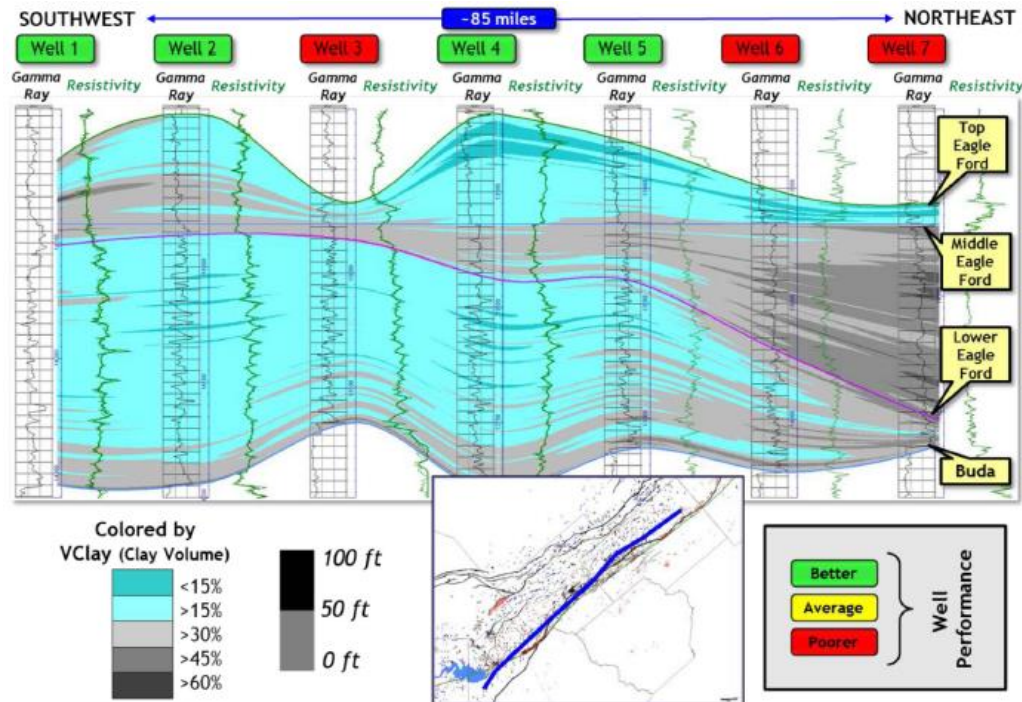 SOUTHWEST
~85 miles
NORTHEAST
Well 1
Well 2
Well 3
Well 4
Well 5
Well 6
Well 7
Gamma
Ray
Resistivity
Gamma
Ray
Resistivity
Gamma
Ray
Resistivity
Gamma
Ray
Resistivity
Gamma
Ray
Resistivity
Gamma
Ray
Resistivity
Gamma
Ray
Resistivity
Top
Eagle
Ford
Middle
Eagle
Ford
Lower
Eagle
Ford
Buda
Colored by
VClay (Clay Volume)
<15%
>15%
>30%
>45%
>60%
100 ft
50 ft
0 ft
Better
Average
Poorer
Well
Performance